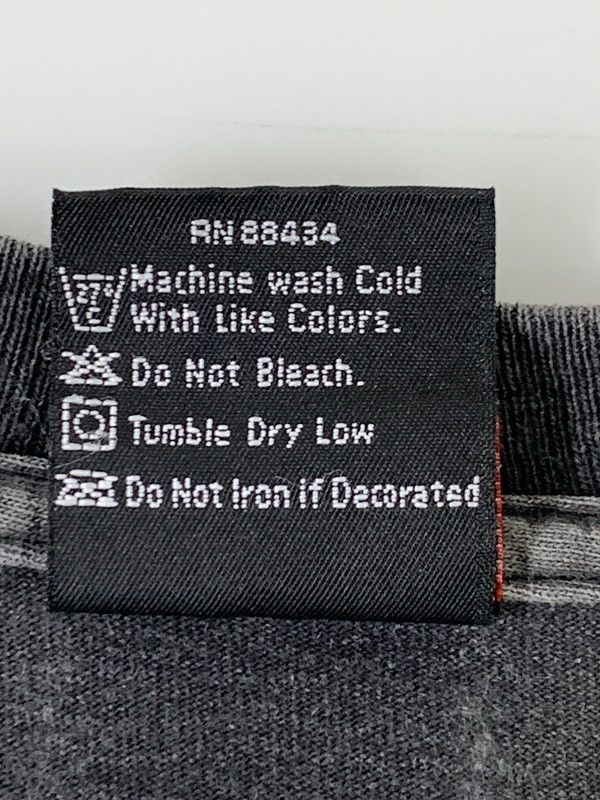 RN 88434
Machine wash Cold
With Like Colors.
Do Not Bleach.
Tumble Dry Low
Do Not Iron if Decorated